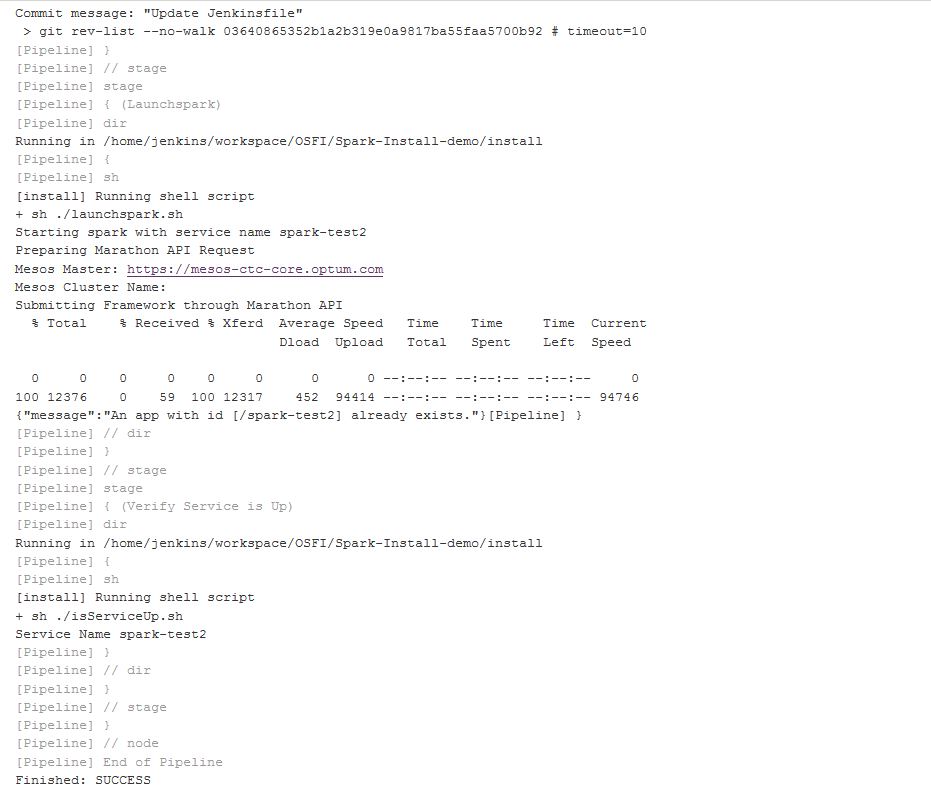 Commit message: "Update Jenkinsfile"
 > git rev-list --no-walk 03640865352b1a2b319e0a9817ba55faa5700b92 # timeout=10
[Pipeline] }
[Pipeline] // stage
[Pipeline] stage
[Pipeline] { (Launchspark)
[Pipeline] dir
Running in /home/jenkins/workspace/OSFI/Spark-Install-demo/install
[Pipeline] {
[Pipeline] sh
[install] Running shell script
+ sh ./launchspark.sh
Starting spark with service name spark-test2
Preparing Marathon API Request
Mesos Master: https://mesos-ctc-core.optum.com
Mesos Cluster Name:
Submitting Framework through Marathon API
  % Total    % Received % Xferd  Average Speed   Time    Time     Time  Current
                                 Dload  Upload   Total   Spent    Left  Speed
  0     0    0     0    0     0      0      0 --:--:-- --:--:-- --:--:--     0
100 12376    0    59  100 12317    452  94414 --:--:-- --:--:-- --:--:-- 94746
{"message":"An app with id [/spark-test2] already exists."}[Pipeline] }
[Pipeline] // dir
[Pipeline] }
[Pipeline] // stage
[Pipeline] stage
[Pipeline] { (Verify Service is Up)
[Pipeline] dir
Running in /home/jenkins/workspace/OSFI/Spark-Install-demo/install
[Pipeline] {
[Pipeline] sh
[install] Running shell script
+ sh ./isServiceUp.sh
Service Name spark-test2
[Pipeline] }
[Pipeline] // dir
[Pipeline] }
[Pipeline] // stage
[Pipeline] }
[Pipeline] // node
[Pipeline] End of Pipeline
Finished: SUCCESS